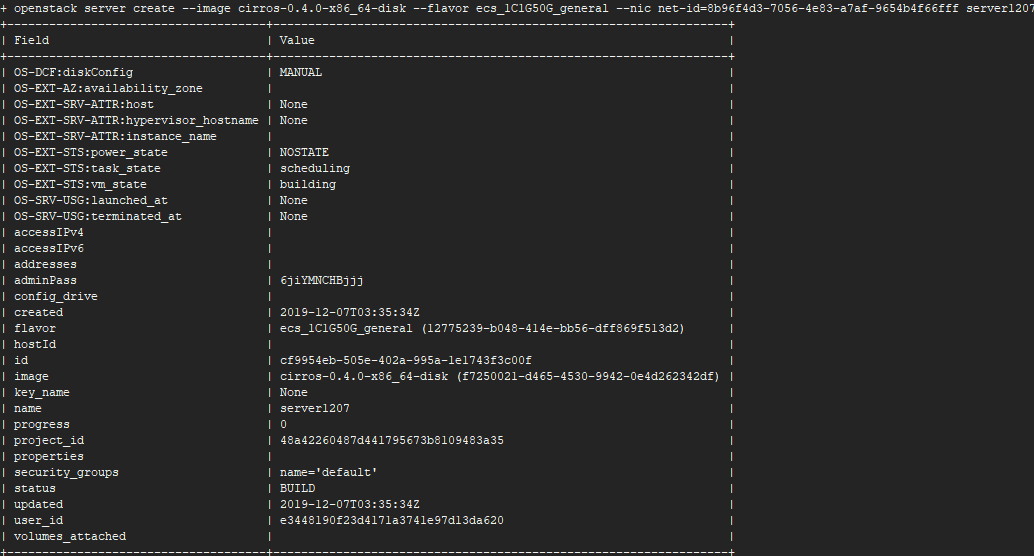 + openstack server create --image cirros-0.4.0-x86_64-disk --flavor ecs_1C1G50G_general --nic net-id=8b96f4d3-7056-4e83-a7af-9654b4f66fff server1207
+-------------------------------------+-----------------------------------------------------------------+
| Field                               | Value                                                           |
+-------------------------------------+-----------------------------------------------------------------+
| OS-DCF:diskConfig                   | MANUAL                                                          |
| OS-EXT-AZ:availability_zone         |                                                                 |
| OS-EXT-SRV-ATTR:host                | None                                                            |
| OS-EXT-SRV-ATTR:hypervisor_hostname | None                                                            |
| OS-EXT-SRV-ATTR:instance_name       |                                                                 |
| OS-EXT-STS:power_state              | NOSTATE                                                         |
| OS-EXT-STS:task_state               | scheduling                                                      |
| OS-EXT-STS:vm_state                 | building                                                        |
| OS-SRV-USG:launched_at              | None                                                            |
| OS-SRV-USG:terminated_at            | None                                                            |
| accessIPv4                          |                                                                 |
| accessIPv6                          |                                                                 |
| addresses                           |                                                                 |
| adminPass                           | 6jiYMNCHBjjj                                                    |
| config_drive                        |                                                                 |
| created                             | 2019-12-07T03:35:34Z                                            |
| flavor                              | ecs_1C1G50G_general (12775239-b048-414e-bb56-dff869f513d2)      |
| hostId                              |                                                                 |
| id                                  | cf9954eb-505e-402a-995a-1e1743f3c00f                            |
| image                               | cirros-0.4.0-x86_64-disk (f7250021-d465-4530-9942-0e4d262342df) |
| key_name                            | None                                                            |
| name                                | server1207                                                      |
| progress                            | 0                                                               |
| project_id                          | 48a42260487d441795673b8109483a35                                |
| properties                          |                                                                 |
| security_groups                     | name='default'                                                  |
| status                              | BUILD                                                           |
| updated                             | 2019-12-07T03:35:34Z                                            |
| user_id                             | e3448190f23d4171a3741e97d13da620                                |
| volumes_attached                    |                                                                 |
+-------------------------------------+-----------------------------------------------------------------+